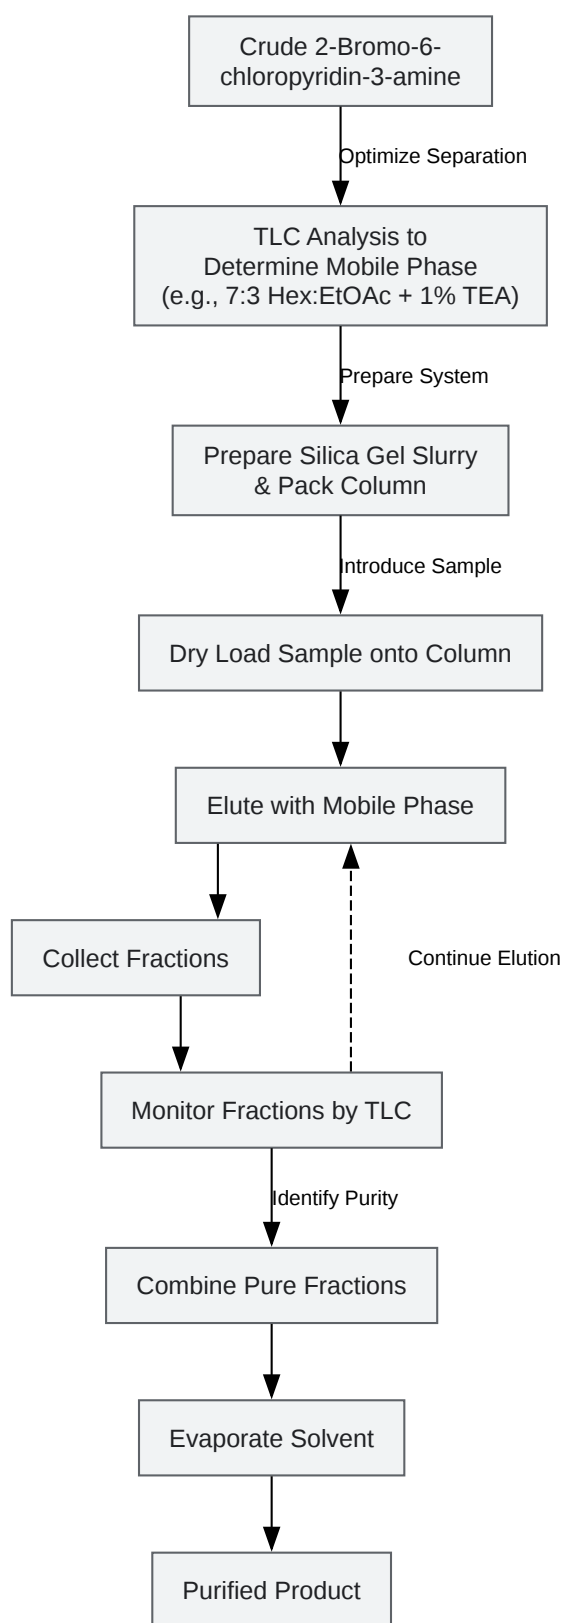 Crude 2-Bromo-6-
chloropyridin-3-amine
Optimize Separation
TLC Analysis to
Determine Mobile Phase
(e.g., 7:3 Hex:EtOAc + 1% TEA)
Prepare System
Prepare Silica Gel Slurry
& Pack Column
Introduce Sample
Dry Load Sample onto Column
Elute with Mobile Phase
Collect Fractions
Continue Elution
Monitor Fractions by TLC
Identify Purity
Combine Pure Fractions
Evaporate Solvent
Purified Product